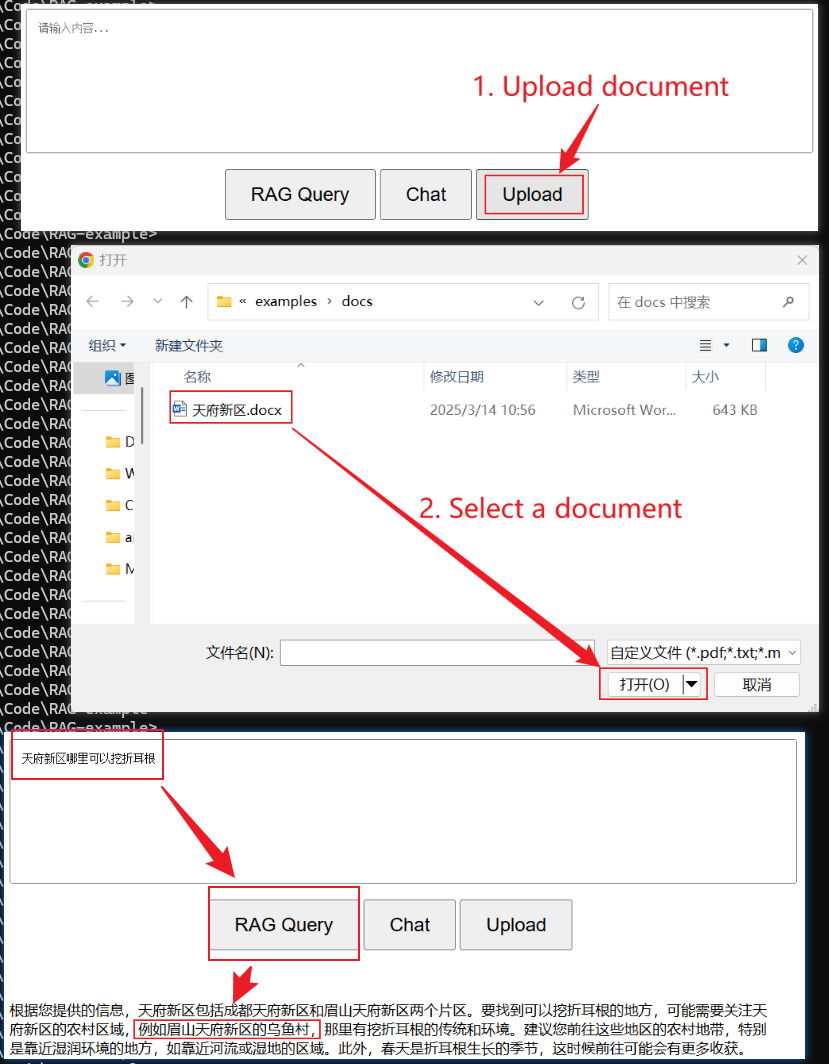 请输入内容...
1. Upload document
RAG Query
Chat
Upload
\Code\RAG-example>
打开
« examples › docs
在 docs 中搜索
组织
新建文件夹
名称
修改日期
类型
大小
天府新区.docx
2025/3/14 10:56
Microsoft Wor...
643 KB
2. Select a document
文件名(N):
自定义文件 (*.pdf;*.txt;*.m
打开(O)
取消
天府新区哪里可以挖折耳根
RAG Query
Chat
Upload
根据您提供的信息，天府新区包括成都天府新区和眉山天府新区两个片区。要找到可以挖折耳根的地方，可能需要关注天
府新区的农村区域，例如眉山天府新区的乌鱼村，那里有挖折耳根的传统和环境。建议您前往这些地区的农村地带，特别
是靠近湿润环境的地方，如靠近河流或湿地的区域。此外，春天是折耳根生长的季节，这时候前往可能会有更多收获。